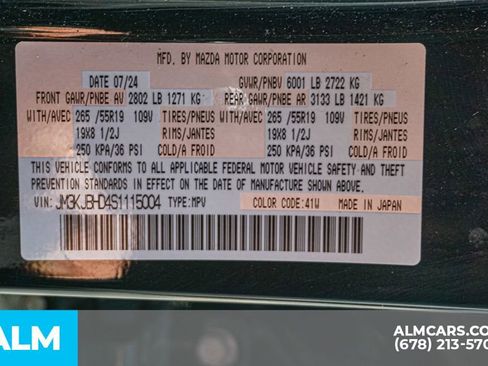 MFD. BY MAZDA MOTOR CORPORATION
DATE 07/24 GVWR/PNBV 6001 LB 2722 KG
FRONT GAWR/PNBE AV 2802 LB 1271 KG REAR GAWR/PNBE AR 3133 LB 1421 KG
WITH/AVEC 265 /55R19 109V TIRES/PNEUS WITH/AVEC 265 /55R19 109V TIRES/PNEUS
19X8 1/2J RIMS/JANTES 19X8 1/2J RIMS/JANTES
250 KPA/36 PSI COLD/A FROID 250 KPA/36 PSI COLD/A FROID
THIS VEHICLE CONFORMS TO ALL APPLICABLE FEDERAL MOTOR VEHICLE SAFETY AND THEFT
PREVENTION STANDARDS IN EFFECT ON THE DATE OF MANUFACTURE SHOWN ABOVE.
VIN: JM3KJBHD4S1115004 TYPE:MPV COLOR CODE:41W MADE IN JAPAN
ALM
ALMCARS.CO
(678) 213-570